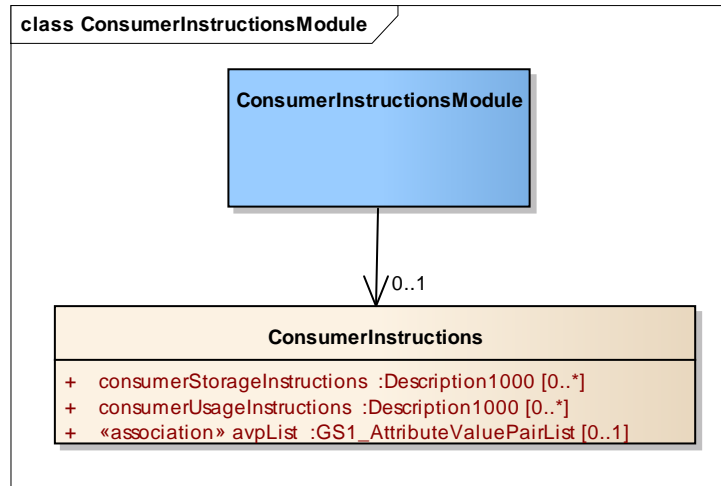 class ConsumerInstructionsModule
ConsumerInstructionsModule
0..1
ConsumerInstructions
+ consumerStorageInstructions :Description1000 [0..*]
+ consumerUsageInstructions :Description1000 [0..*]
+ «association» avpList :GS1_AttributeValuePairList [0..1]